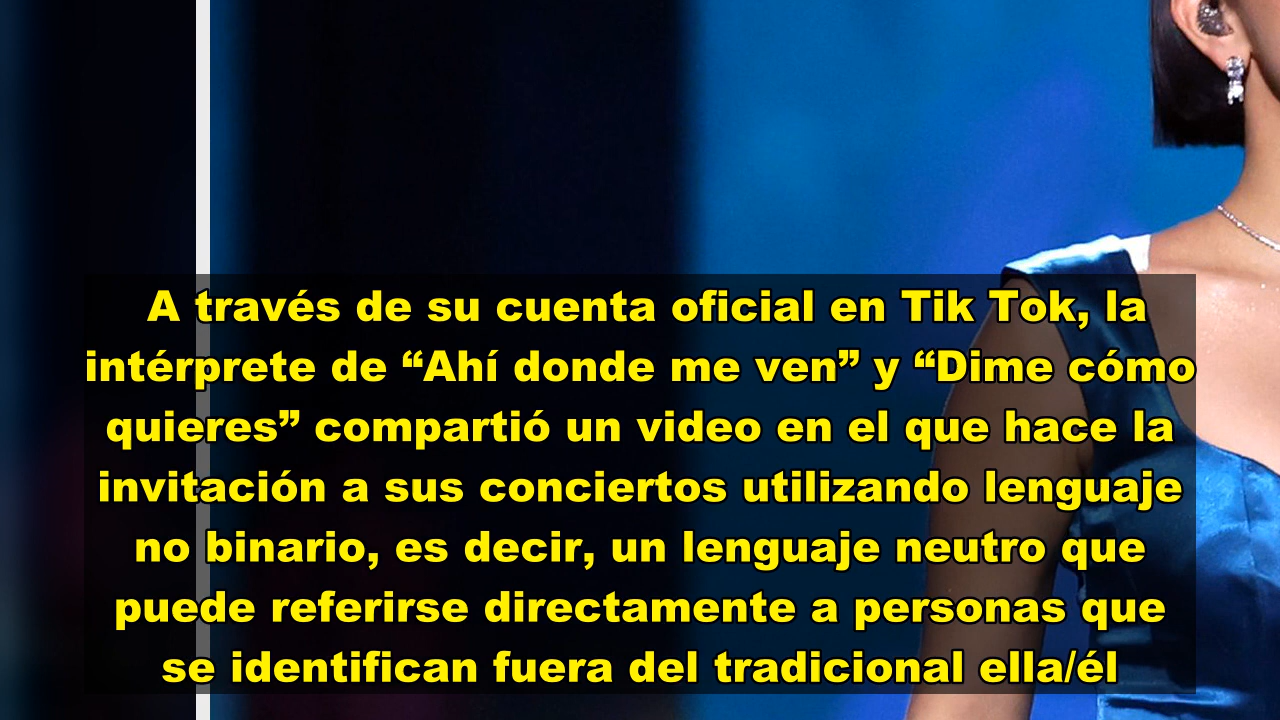 A través de su cuenta oficial en Tik Tok, la
intérprete de “Ahí donde me ven” y “Dime cómo
quieres” compartió un video en el que hace la
invitación a sus conciertos utilizando lenguaje
no binario, es decir, un lenguaje neutro que
puede referirse directamente a personas que
se identifican fuera del tradicional ella/él